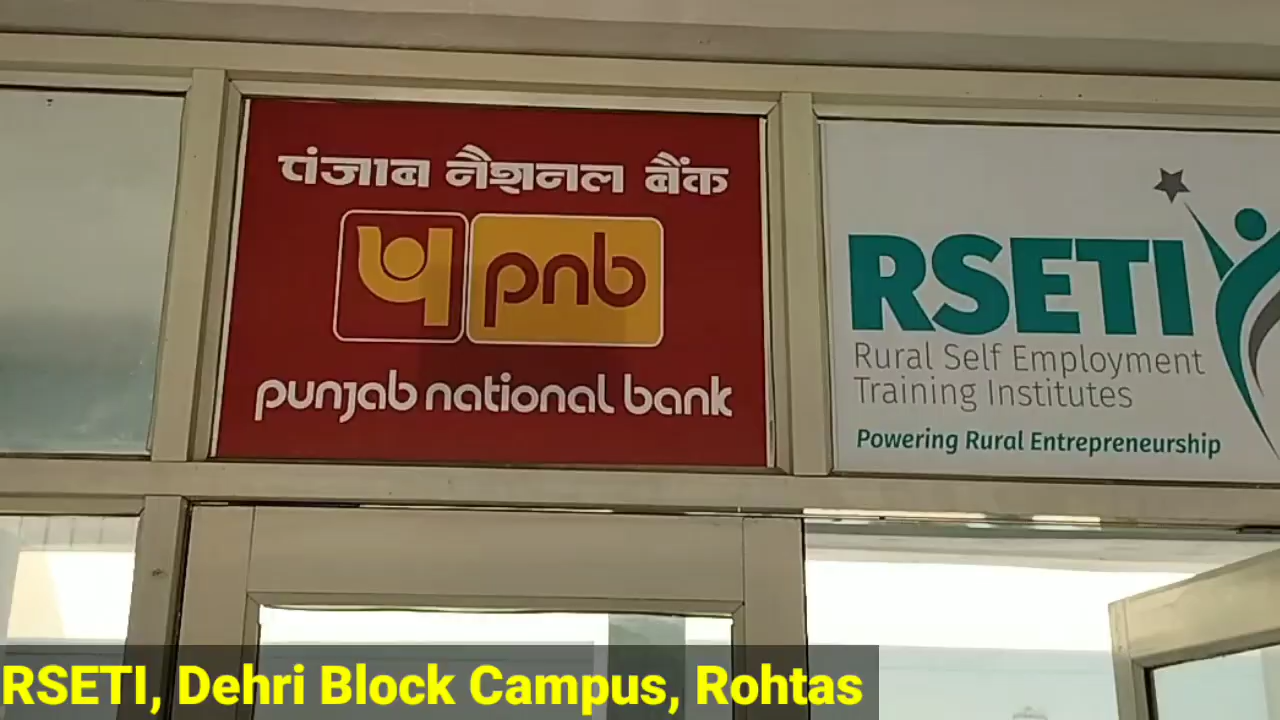 पंजाब नैशनल बैंक
प pnb
punjab national bank
RSETI
Rural Self Employment
Training Institutes
Powering Rural Entrepreneurship
RSETI, Dehri Block Campus, Rohtas